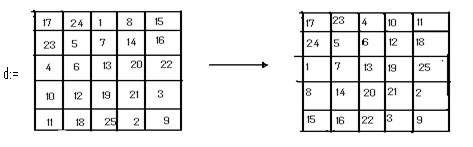 17 24 1 8 15 17 23 4 10 11
23 5 7 14 16 24 5 6 12 18
d:= 4 6 13 20 22 1 7 13 19 25
10 12 19 21 3 8 14 20 21 2
11 18 25 2 9 15 16 22 3 9